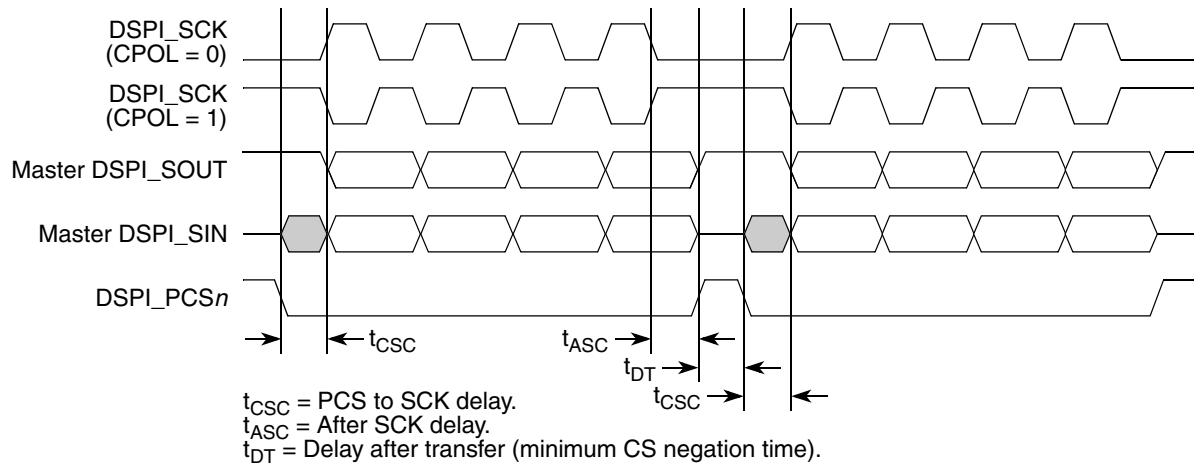 DSPI_SCK
(CPOL = 0)
DSPI_SCK
(CPOL = 1)
Master DSPI_SOUT
Master DSPI_SIN
DSPI_PCSn
tCSC
tASC
tDT
tCSC
tCSC = PCS to SCK delay.
tASC = After SCK delay.
tDT = Delay after transfer (minimum CS negation time).